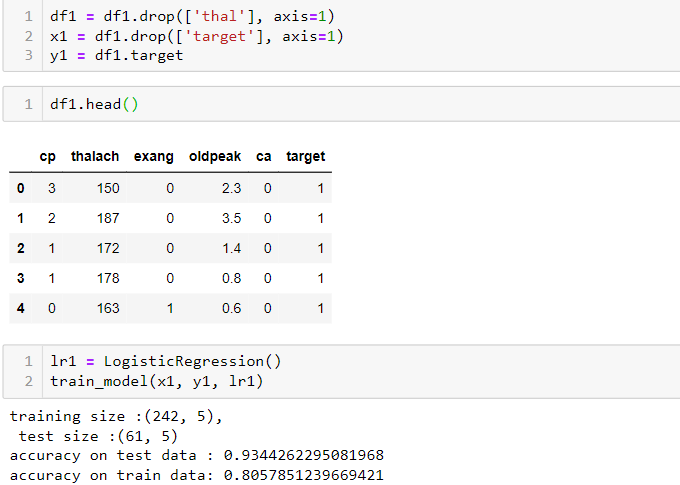 1 df1 = df1.drop(['thal'], axis=1)
2 x1 = df1.drop(['target'], axis=1)
3 y1 = df1.target
1 df1.head()
cp thalach exang oldpeak ca target
0 3 150 0 2.3 0 1
1 2 187 0 3.5 0 1
2 1 172 0 1.4 0 1
3 1 178 0 0.8 0 1
4 0 163 1 0.6 0 1
1 lr1 = LogisticRegression()
2 train_model(x1, y1, lr1)
training size :(242, 5),
test size :(61, 5)
accuracy on test data : 0.9344262295081968
accuracy on train data: 0.8057851239669421